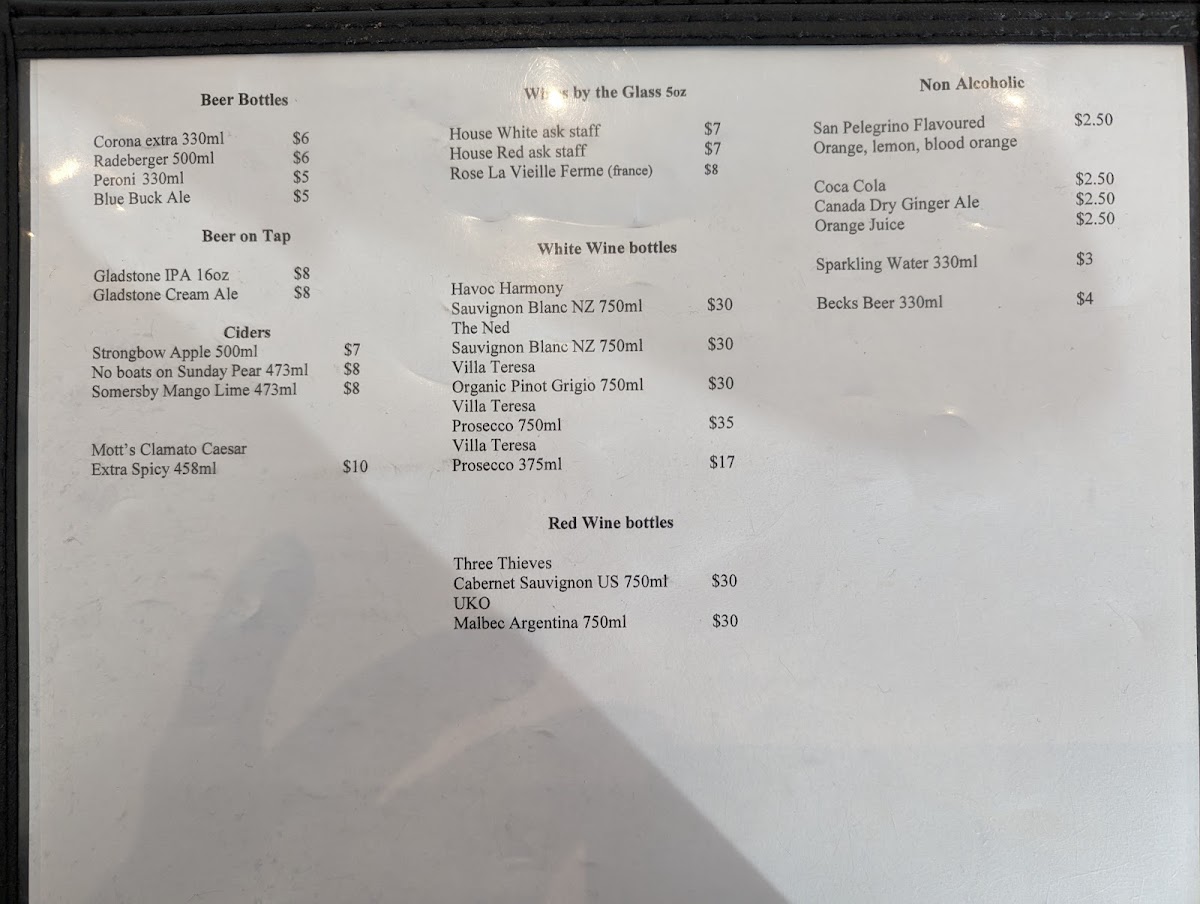 Beer Bottles
Corona extra 330ml $6
Radeberger 500ml $6
Peroni 330ml $5
Blue Buck Ale $5
Beer on Tap
Gladstone IPA 16oz $8
Gladstone Cream Ale $8
Ciders
Strongbow Apple 500ml $7
No boats on Sunday Pear 473ml $8
Somersby Mango Lime 473ml $8
Mott's Clamato Caesar
Extra Spicy 458ml $10
Wines by the Glass 5oz
House White ask staff $7
House Red ask staff $7
Rose La Vieille Ferme (france) $8
White Wine bottles
Havoc Harmony
Sauvignon Blanc NZ 750ml $30
The Ned
Sauvignon Blanc NZ 750ml $30
Villa Teresa
Organic Pinot Grigio 750ml $30
Villa Teresa
Prosecco 750ml $35
Villa Teresa
Prosecco 375ml $17
Red Wine bottles
Three Thieves
Cabernet Sauvignon US 750ml $30
UKO
Malbec Argentina 750ml $30
Non Alcoholic
San Pelegrino Flavoured $2.50
Orange, lemon, blood orange
Coca Cola $2.50
Canada Dry Ginger Ale $2.50
Orange Juice $2.50
Sparkling Water 330ml $3
Becks Beer 330ml $4